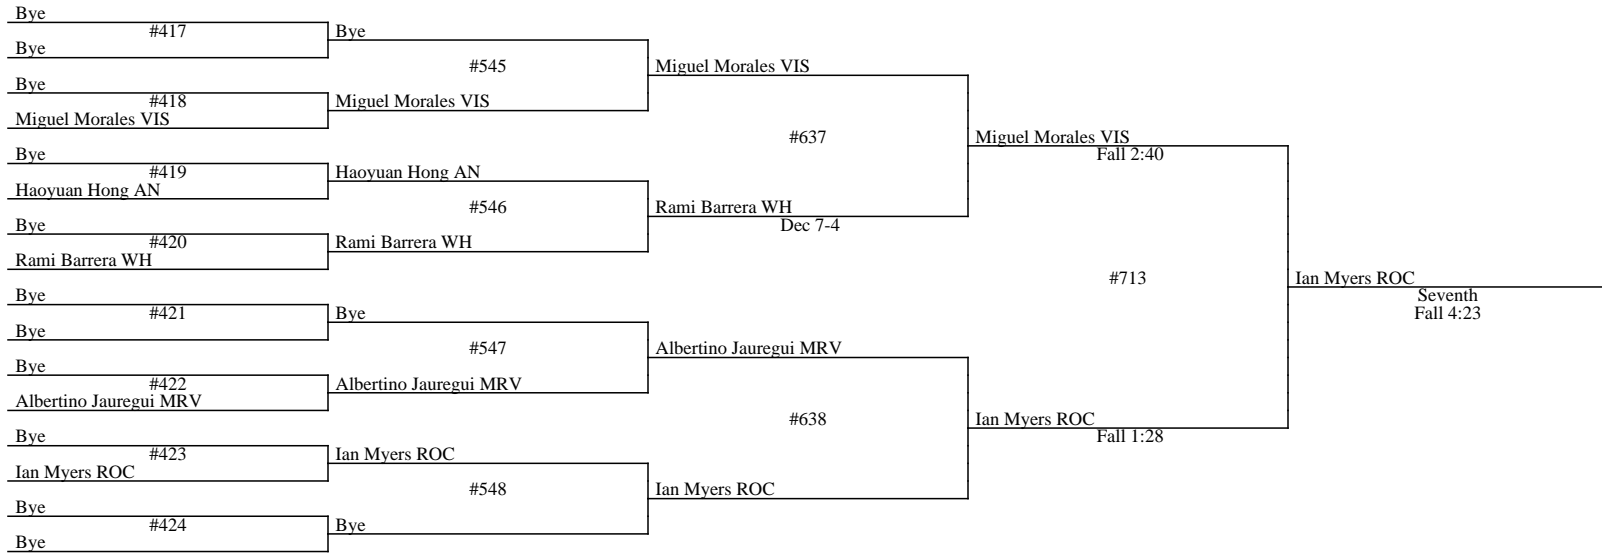 Bye
#417
Bye
Bye
#418
Miguel Morales VIS
Bye
#419
Haoyuan Hong AN
Bye
#420
Rami Barrera WH
Bye
#421
Bye
Bye
#422
Albertino Jauregui MRV
Bye
#423
Ian Myers ROC
Bye
#424
Bye
Bye
#545
Miguel Morales VIS
Haoyuan Hong AN
#546
Rami Barrera WH
Bye
#547
Albertino Jauregui MRV
Ian Myers ROC
#548
Bye
Miguel Morales VIS
#637
Rami Barrera WH
Dec 7-4
Albertino Jauregui MRV
#638
Ian Myers ROC
Miguel Morales VIS
Fall 2:40
#713
Ian Myers ROC
Fall 1:28
Ian Myers ROC
Seventh
Fall 4:23